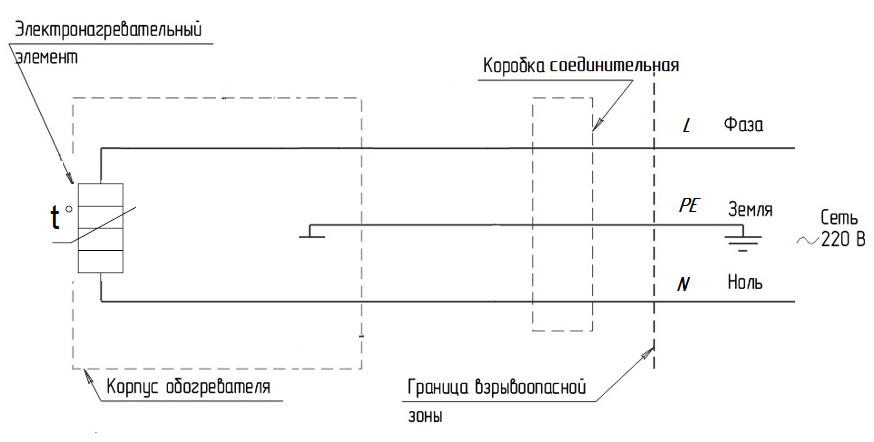 Электронагревательный
элемент
Коробка соединительная
L Фаза
t°
PE Земля
Сеть
~220 В
N Ноль
Корпус обогревателя
Граница взрывоопасной
зоны